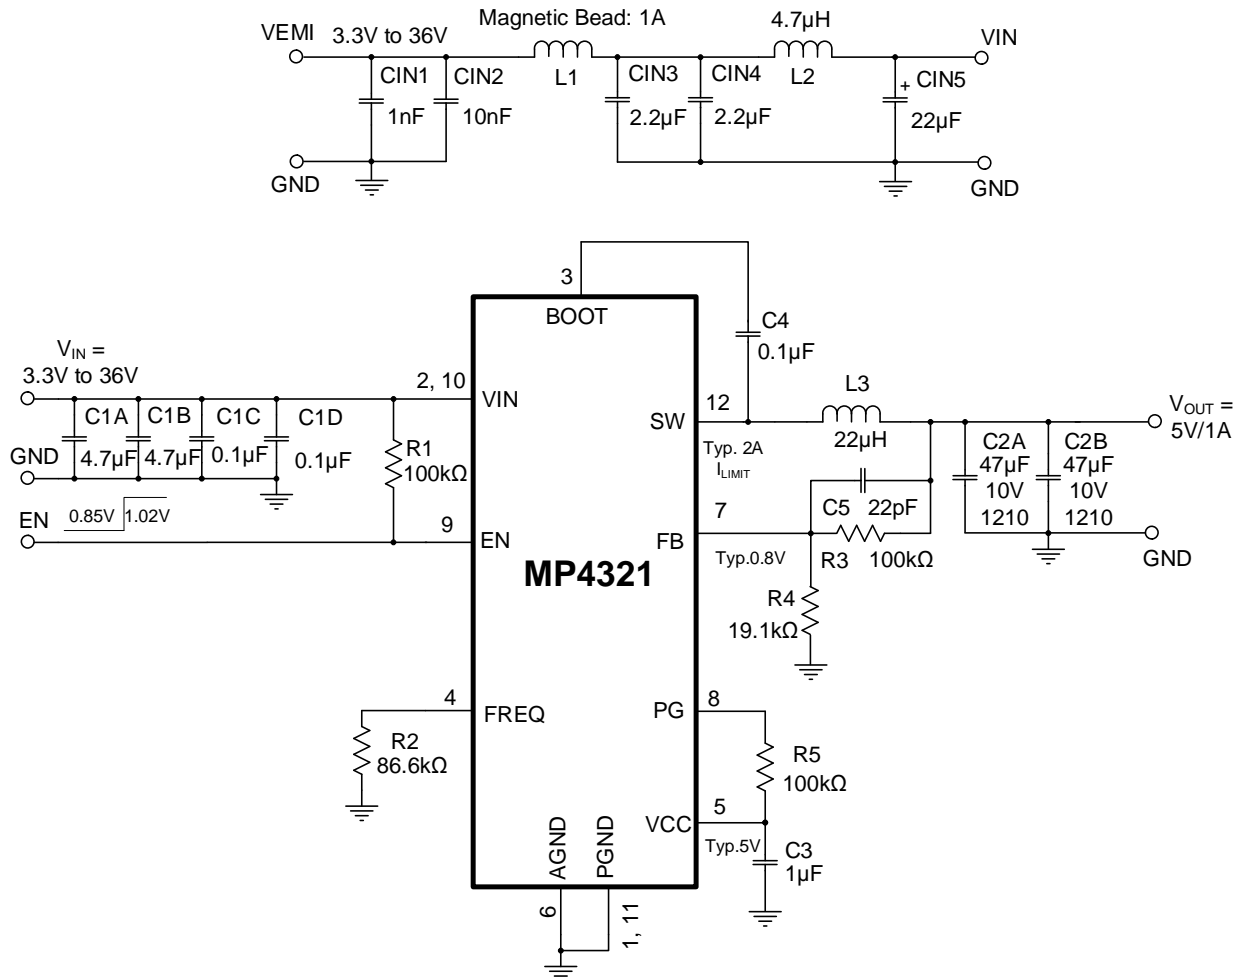 Magnetic Bead: 1A
4.7µH
VEMI
3.3V to 36V
VIN
CIN1
CIN2
L1
CIN3
CIN4
L2
+ CIN5
1nF
10nF
2.2µF
2.2µF
22µF
GND
GND
3
BOOT
C4
0.1µF
VIN =
3.3V to 36V
2, 10
VIN
L3
12
SW
22µH
VOUT =
5V/1A
C1A
C1B
C1C
C1D
R1
100kΩ
Typ. 2A
ILIMIT
C2A
47µF
10V
1210
C2B
47µF
10V
1210
GND
4.7µF
4.7µF
0.1µF
0.1µF
C5
22pF
EN
0.85V
1.02V
9
EN
7
FB
Typ.0.8V
R3
100kΩ
GND
MP4321
R4
19.1kΩ
4
FREQ
PG
8
R2
86.6kΩ
R5
100kΩ
5
VCC
Typ.5V
C3
1µF
AGND
PGND
6
1, 11